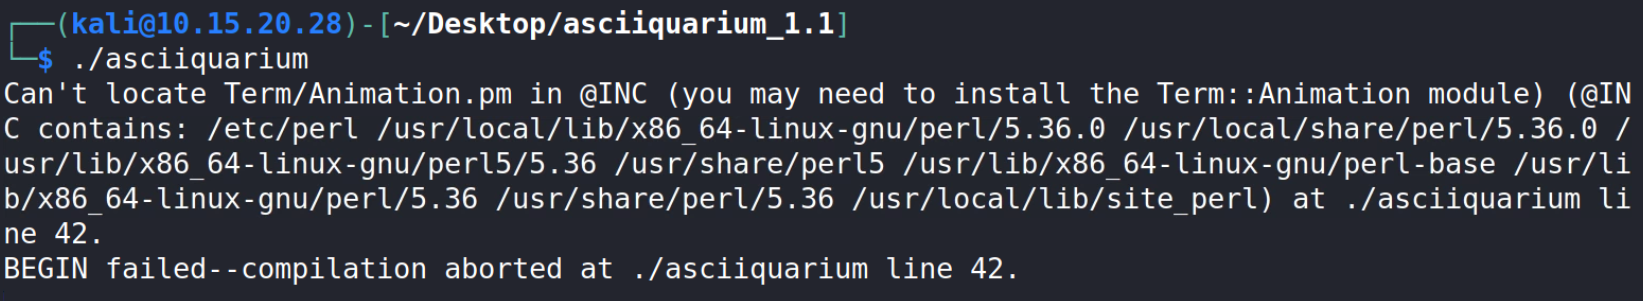 ┌──(kali@10.15.20.28)-[~/Desktop/asciiquarium_1.1]
└─$ ./asciiquarium
Can't locate Term/Animation.pm in @INC (you may need to install the Term::Animation module) (@IN
C contains: /etc/perl /usr/local/lib/x86_64-linux-gnu/perl/5.36.0 /usr/local/share/perl/5.36.0 /
usr/lib/x86_64-linux-gnu/perl5/5.36 /usr/share/perl5 /usr/lib/x86_64-linux-gnu/perl-base /usr/li
b/x86_64-linux-gnu/perl/5.36 /usr/share/perl/5.36 /usr/local/lib/site_perl) at ./asciiquarium li
ne 42.
BEGIN failed--compilation aborted at ./asciiquarium line 42.